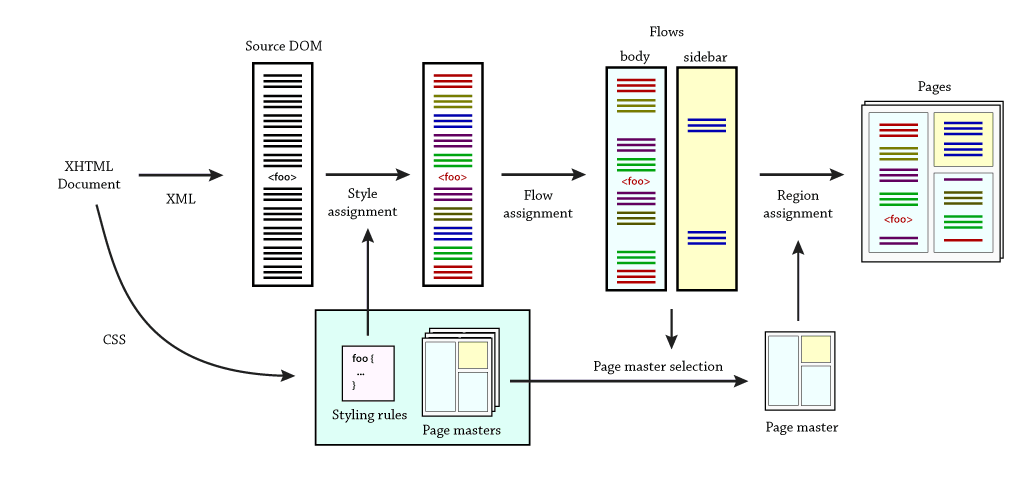 Source DOM
Flows
body
sidebar
Pages
XHTML
Document
XML
<foo>
Style
assignment
<foo>
Flow
assignment
<foo>
Region
assignment
<foo>
CSS
foo {
...
}
Styling rules
Page masters
Page master selection
Page master